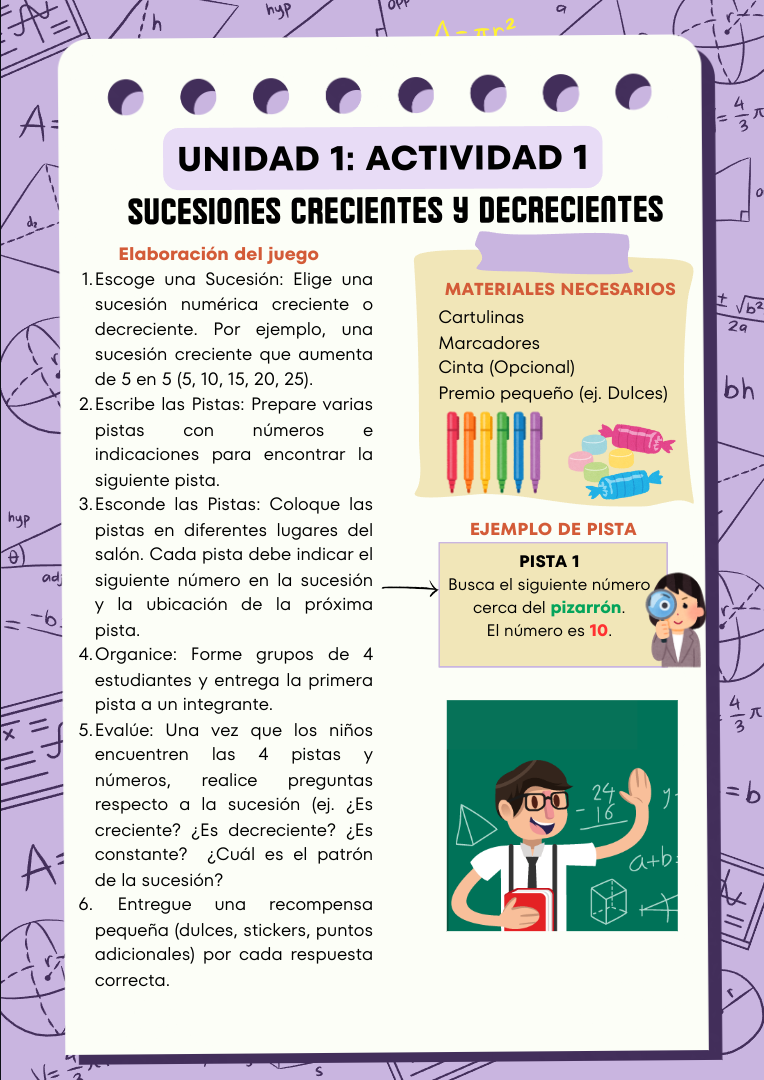 UNIDAD 1: ACTIVIDAD 1
SUCESIONES CRECIENTES Y DECRECIENTES
Elaboración del juego
1. Escoge una Sucesión: Elige una
sucesión numérica creciente o
decreciente. Por ejemplo, una
sucesión creciente que aumenta
de 5 en 5 (5, 10, 15, 20, 25).
2. Escribe las Pistas: Prepare varias
pistas con números e
indicaciones para encontrar la
siguiente pista.
3. Esconde las Pistas: Coloque las
pistas en diferentes lugares del
salón. Cada pista debe indicar el
siguiente número en la sucesión
y la ubicación de la próxima
pista.
4. Organice: Forme grupos de 4
estudiantes y entrega la primera
pista a un integrante.
5. Evalúe: Una vez que los niños
encuentren las 4 pistas y
números, realice preguntas
respecto a la sucesión (ej. ¿Es
creciente? ¿Es decreciente? ¿Es
constante? ¿Cuál es el patrón
de la sucesión?
6. Entregue una recompensa
pequeña (dulces, stickers, puntos
adicionales) por cada respuesta
correcta.
MATERIALES NECESARIOS
Cartulinas
Marcadores
Cinta (Opcional)
Premio pequeño (ej. Dulces)
EJEMPLO DE PISTA
PISTA 1
Busca el siguiente número
cerca del pizarrón.
El número es 10.
24
- 16
a+b=
hyp
h
opp
A=πr²
a
r
A=
d₂
hyp
θ
adj
= -b
x =
A=
= 4/3 π
± √b²
2a
bh
= 4/3 π
= b
r
V= 4/3
s